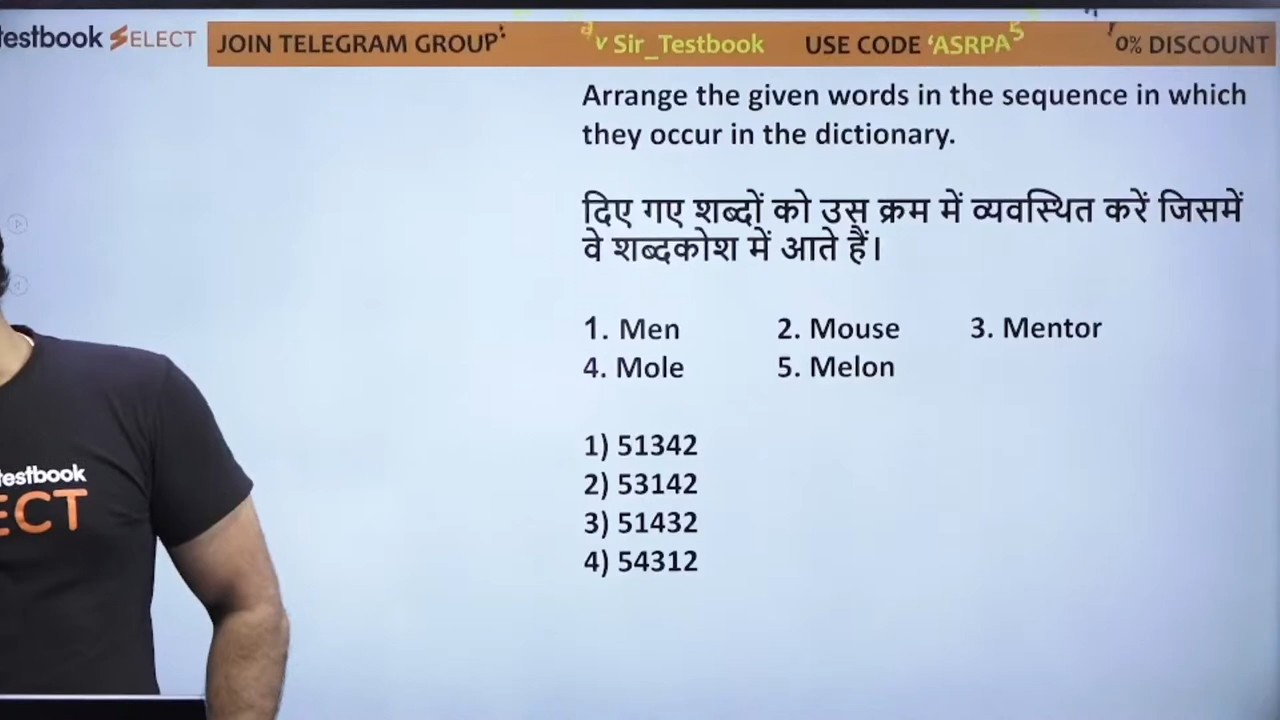 testbook SELECT
JOIN TELEGRAM GROUP
Sir_Testbook
USE CODE ‘ASRPA
0% DISCOUNT
Arrange the given words in the sequence in which
they occur in the dictionary.
दिए गए शब्दों को उस क्रम में व्यवस्थित करें जिसमें
वे शब्दकोश में आते हैं।
1. Men 2. Mouse 3. Mentor
4. Mole 5. Melon
1) 51342
2) 53142
3) 51432
4) 54312
testbook
ECT